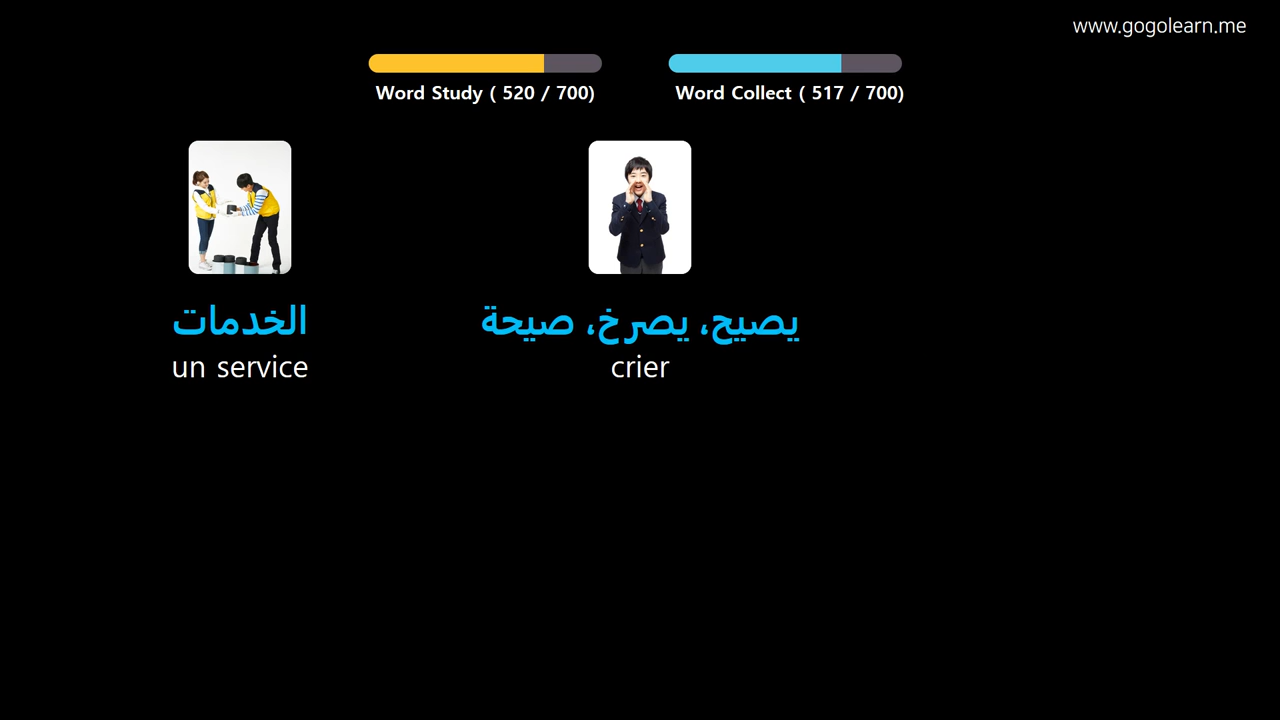 www.gogolearn.me
Word Study ( 520 / 700)
Word Collect ( 517 / 700)
الخدمات
un service
يصيح، يصرخ، صيحة
crier